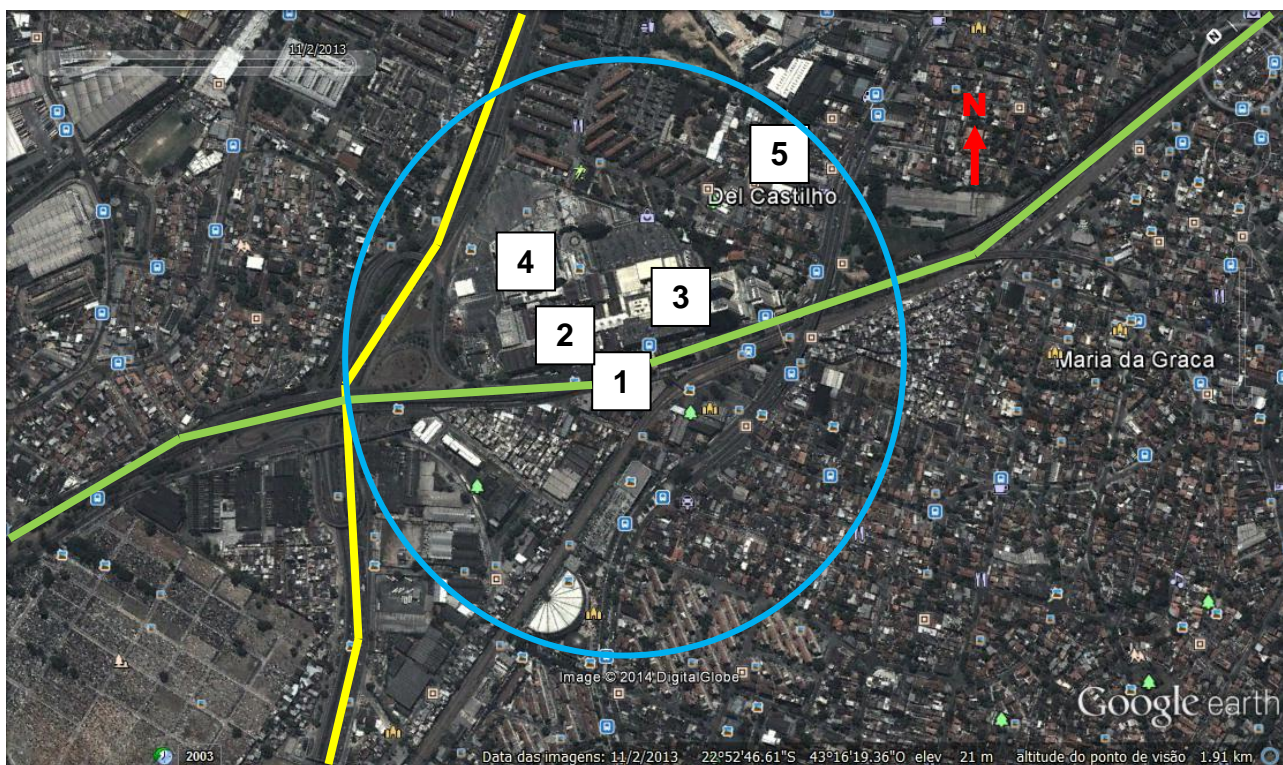 11/2/2013
N
5
Del Castilho
4
3
2
1
Maria da Graca
Image © 2014 DigitalGlobe
Google earth
2003
Data das imagens: 11/2/2013 22°52'46.61"S 43°16'19.36"O elev 21 m altitude do ponto de visão 1.91 km